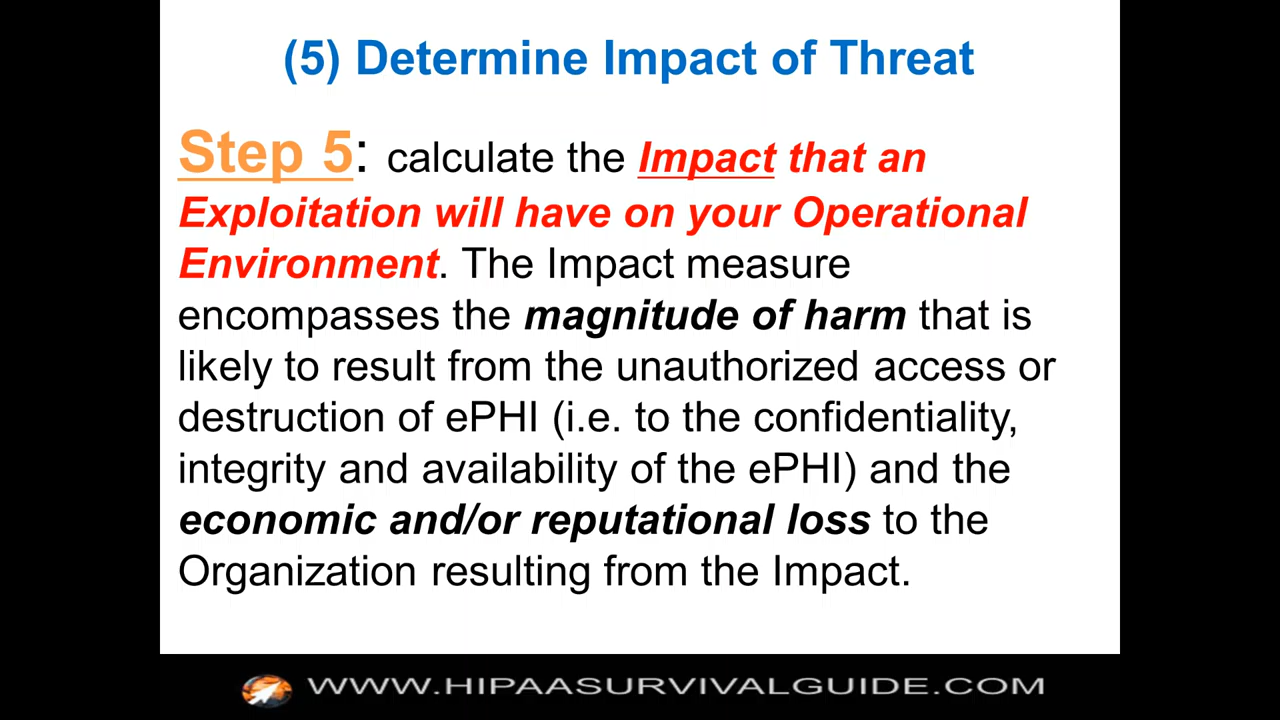 (5) Determine Impact of Threat
Step 5: calculate the Impact that an
Exploitation will have on your Operational
Environment. The Impact measure
encompasses the magnitude of harm that is
likely to result from the unauthorized access or
destruction of ePHI (i.e. to the confidentiality,
integrity and availability of the ePHI) and the
economic and/or reputational loss to the
Organization resulting from the Impact.
WWW.HIPAASURVIVALGUIDE.COM